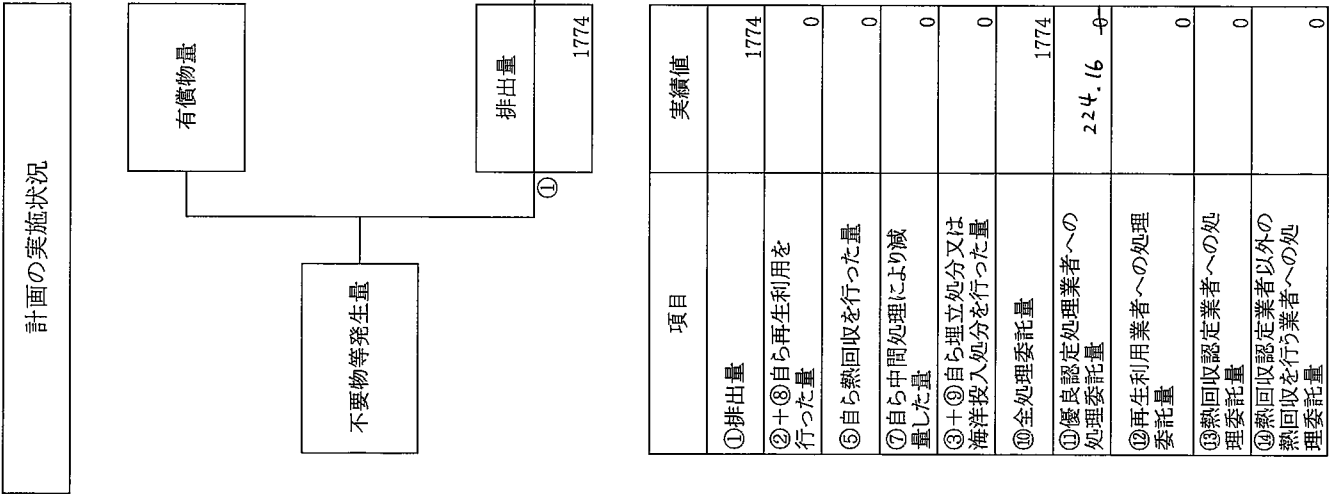 計画の実施状況
有償物量
不要物等発生量
①
排出量
1774
項目 実績値
①排出量 1774
②+⑧自ら再生利用を
行った量 0
⑤自ら熱回収を行った量 0
⑦自ら中間処理により減
量した量 0
③+⑨自ら埋立処分又は
海洋投入処分を行った量 0
⑩全処理委託量 1774
⑪優良認定処理業者への
処理委託量 224.16 0
⑫再生利用業者への処理
委託量 0
⑬熱回収認定業者への処
理委託量 0
⑭熱回収認定業者以外の
熱回収を行う業者への処
理委託量 0